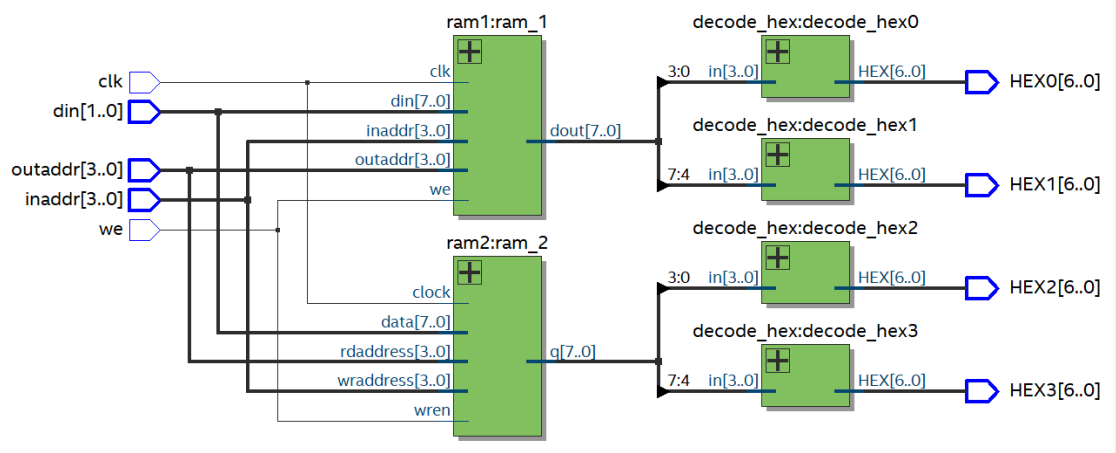 clk
din[1..0]
outaddr[3..0]
inaddr[3..0]
we
ram1:ram_1
clk
din[7..0]
inaddr[3..0]
outaddr[3..0]
we
dout[7..0]
ram2:ram_2
clock
data[7..0]
rdaddress[3..0]
wraddress[3..0]
wren
q[7..0]
decode_hex:decode_hex0
3:0 in[3..0] HEX[6..0] HEX0[6..0]
decode_hex:decode_hex1
7:4 in[3..0] HEX[6..0] HEX1[6..0]
decode_hex:decode_hex2
3:0 in[3..0] HEX[6..0] HEX2[6..0]
decode_hex:decode_hex3
7:4 in[3..0] HEX[6..0] HEX3[6..0]